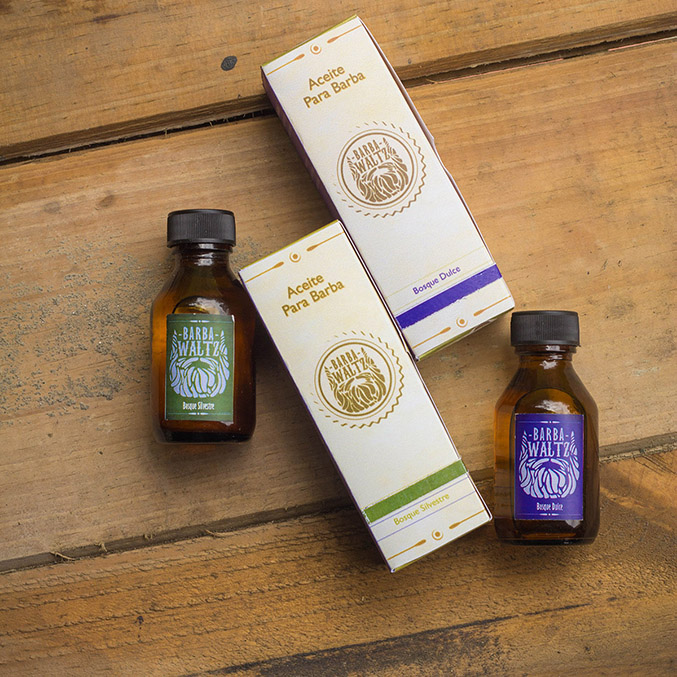 Aceite
Para Barba
-BARBA-
WALTZ
Bosque Dulce
Aceite
Para Barba
-BARBA-
WALTZ
Bosque Silvestre
-BARBA-
WALTZ
Bosque Silvestre
-BARBA-
WALTZ
Bosque Dulce